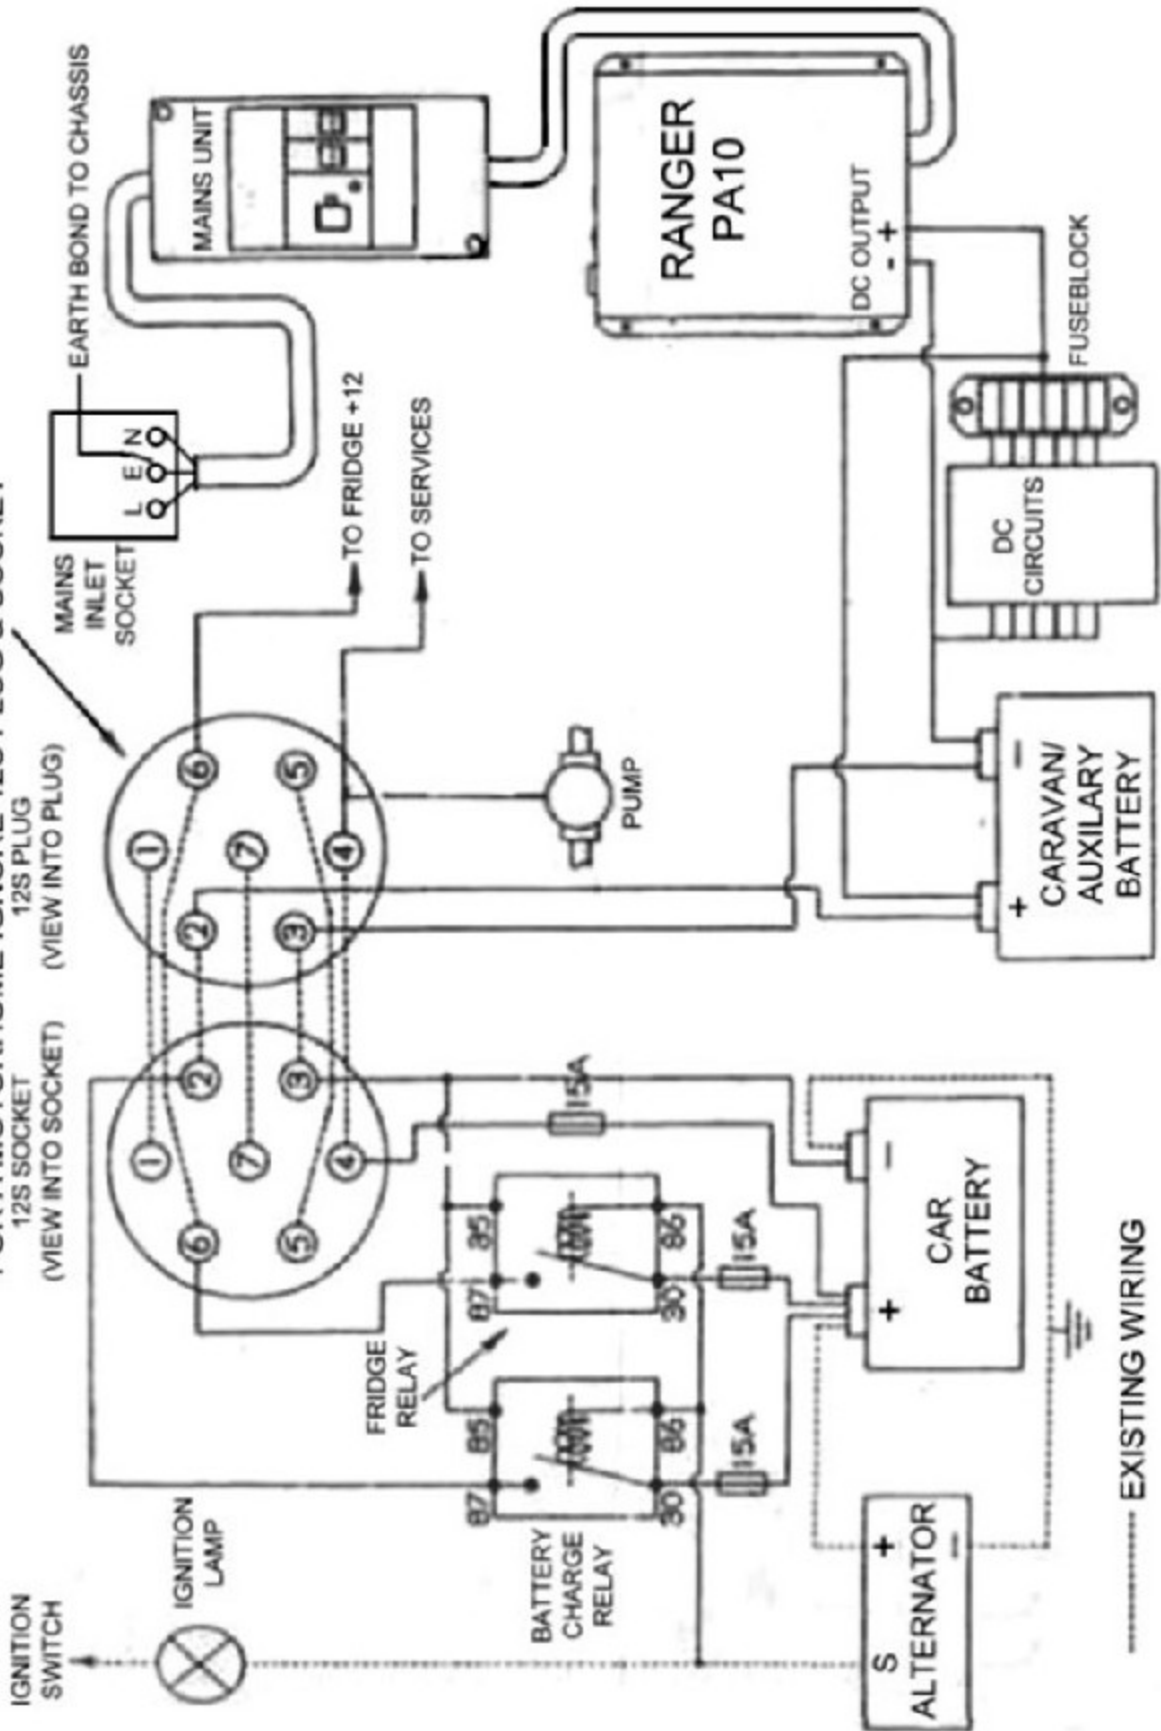 12S SOCKET
(VIEW INTO SOCKET)
12S PLUG
(VIEW INTO PLUG)
IGNITION
SWITCH
IGNITION
LAMP
BATTERY
CHARGE
RELAY
FRIDGE
RELAY
87
85
30
86
87
85
30
86
15A
15A
15A
1
2
3
4
5
6
7
1
2
3
4
5
6
7
S
ALTERNATOR
+
-
+
-
CAR
BATTERY
EXISTING WIRING
MAINS
INLET
SOCKET
L E N
EARTH BOND TO CHASSIS
MAINS UNIT
TO FRIDGE +12
TO SERVICES
PUMP
RANGER
PA10
DC OUTPUT
- +
FUSEBLOCK
DC
CIRCUITS
+
-
CARAVAN/
AUXILARY
BATTERY